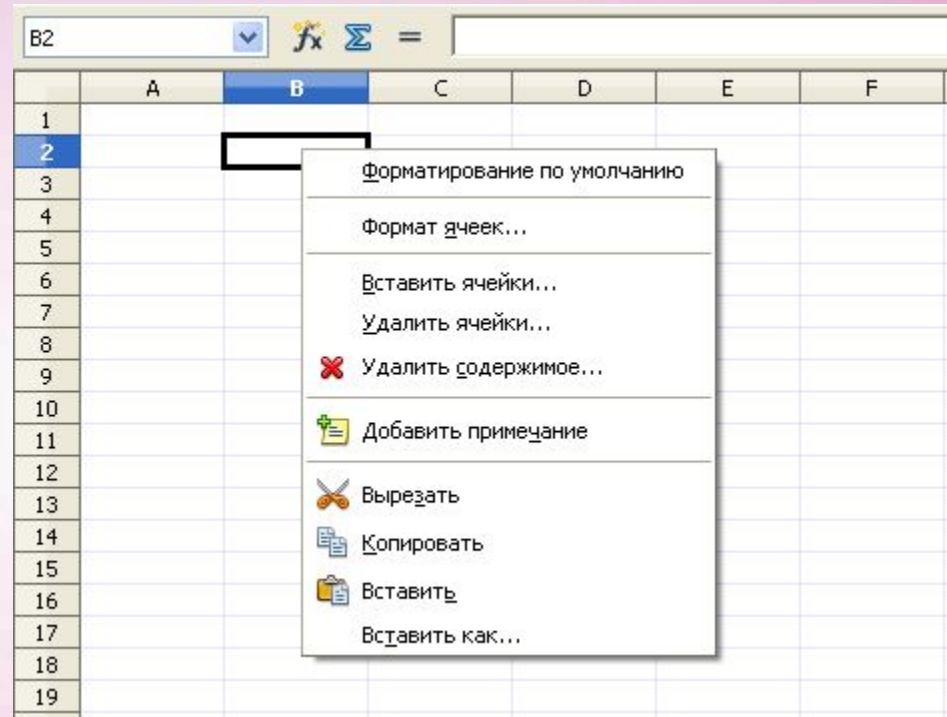 B2
fx Σ =
A B C D E F
1
2
Форматирование по умолчанию
3
4
Формат ячеек...
5
6
Вставить ячейки...
7
Удалить ячейки...
8
Удалить содержимое...
9
10
Добавить примечание
11
12
Вырезать
13
14
Копировать
15
16
Вставить
17
Вставить как...
18
19